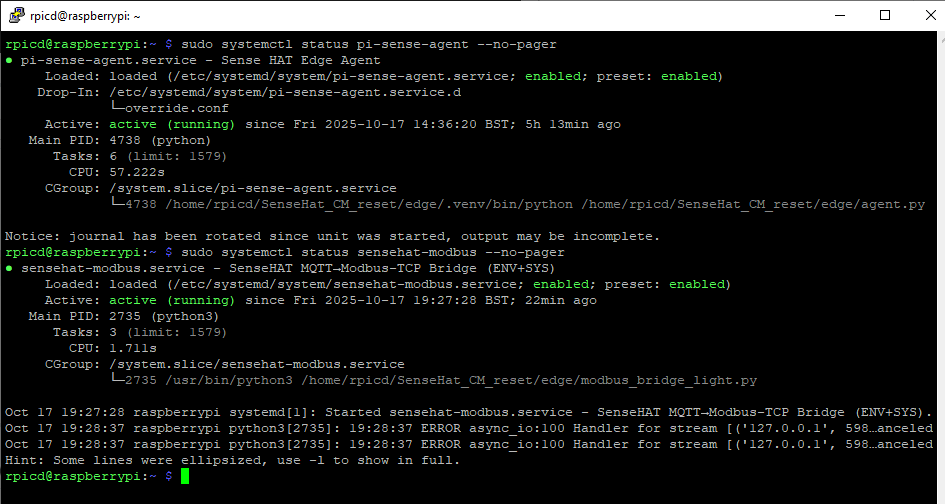 rpicd@raspberrypi: ~
rpicd@raspberrypi:~ $ sudo systemctl status pi-sense-agent --no-pager
● pi-sense-agent.service - Sense HAT Edge Agent
Loaded: loaded (/etc/systemd/system/pi-sense-agent.service; enabled; preset: enabled)
Drop-In: /etc/systemd/system/pi-sense-agent.service.d
└─override.conf
Active: active (running) since Fri 2025-10-17 14:36:20 BST; 5h 13min ago
Main PID: 4738 (python)
Tasks: 6 (limit: 1579)
CPU: 57.222s
CGroup: /system.slice/pi-sense-agent.service
└─4738 /home/rpicd/SenseHat_CM_reset/edge/.venv/bin/python /home/rpicd/SenseHat_CM_reset/edge/agent.py
Notice: journal has been rotated since unit was started, output may be incomplete.
rpicd@raspberrypi:~ $ sudo systemctl status sensehat-modbus --no-pager
● sensehat-modbus.service - SenseHAT MQTT→Modbus-TCP Bridge (ENV+SYS)
Loaded: loaded (/etc/systemd/system/sensehat-modbus.service; enabled; preset: enabled)
Active: active (running) since Fri 2025-10-17 19:27:28 BST; 22min ago
Main PID: 2735 (python3)
Tasks: 3 (limit: 1579)
CPU: 1.711s
CGroup: /system.slice/sensehat-modbus.service
└─2735 /usr/bin/python3 /home/rpicd/SenseHat_CM_reset/edge/modbus_bridge_light.py
Oct 17 19:27:28 raspberrypi systemd[1]: Started sensehat-modbus.service - SenseHAT MQTT→Modbus-TCP Bridge (ENV+SYS).
Oct 17 19:28:37 raspberrypi python3[2735]: 19:28:37 ERROR async_io:100 Handler for stream [('127.0.0.1', 598…anceled
Oct 17 19:28:37 raspberrypi python3[2735]: 19:28:37 ERROR async_io:100 Handler for stream [('127.0.0.1', 598…anceled
Hint: Some lines were ellipsized, use -l to show in full.
rpicd@raspberrypi:~ $